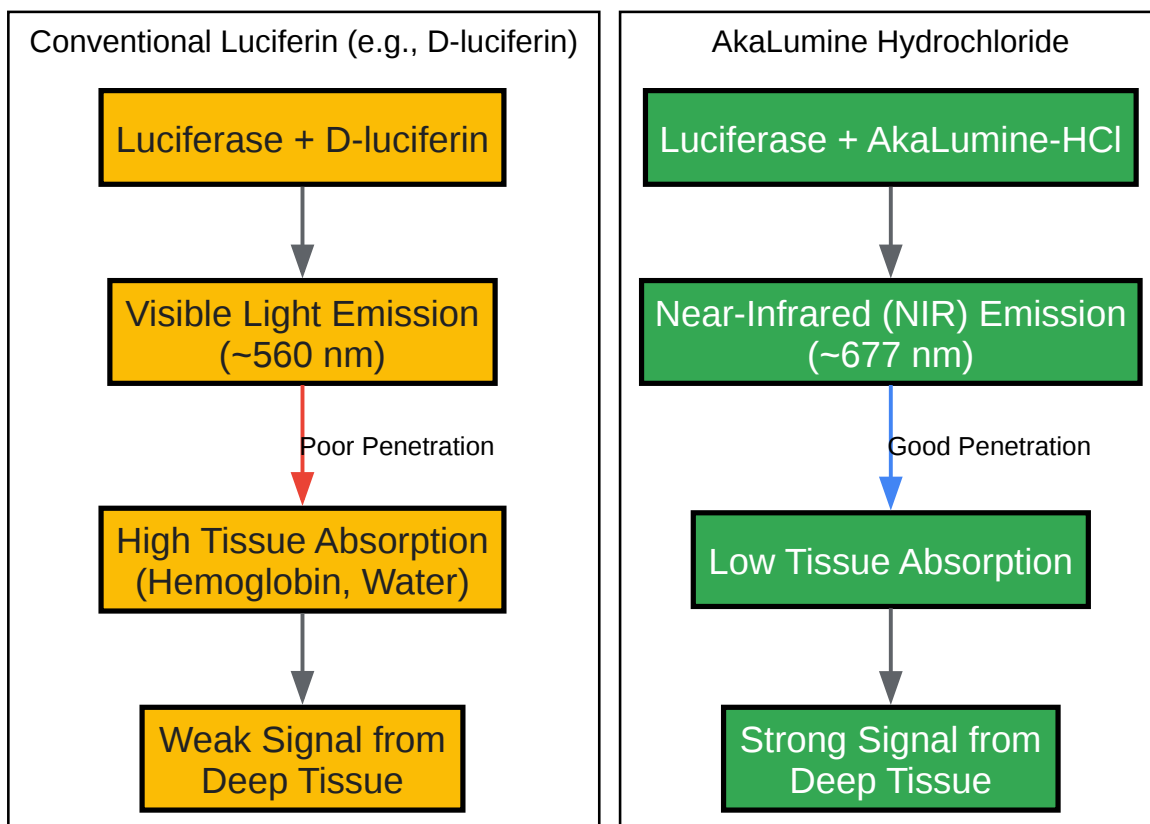 Conventional Luciferin (e.g., D-luciferin)
Luciferase + D-luciferin
Visible Light Emission
(~560 nm)
Poor Penetration
High Tissue Absorption
(Hemoglobin, Water)
Weak Signal from
Deep Tissue
AkaLumine Hydrochloride
Luciferase + AkaLumine-HCl
Near-Infrared (NIR) Emission
(~677 nm)
Good Penetration
Low Tissue Absorption
Strong Signal from
Deep Tissue